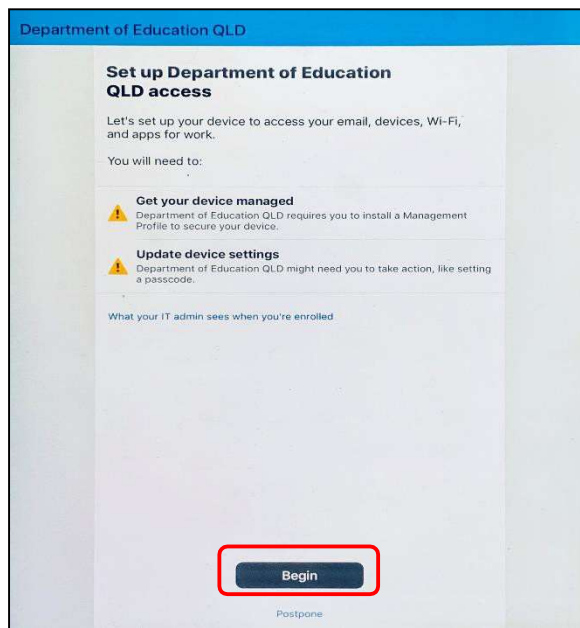 Department of Education QLD
Set up Department of Education
QLD access
Let's set up your device to access your email, devices, Wi-Fi,
and apps for work.
You will need to:
Get your device managed
Department of Education QLD requires you to install a Management
Profile to secure your device.
Update device settings
Department of Education QLD might need you to take action, like setting
a passcode.
What your IT admin sees when you're enrolled
Begin
Postpone